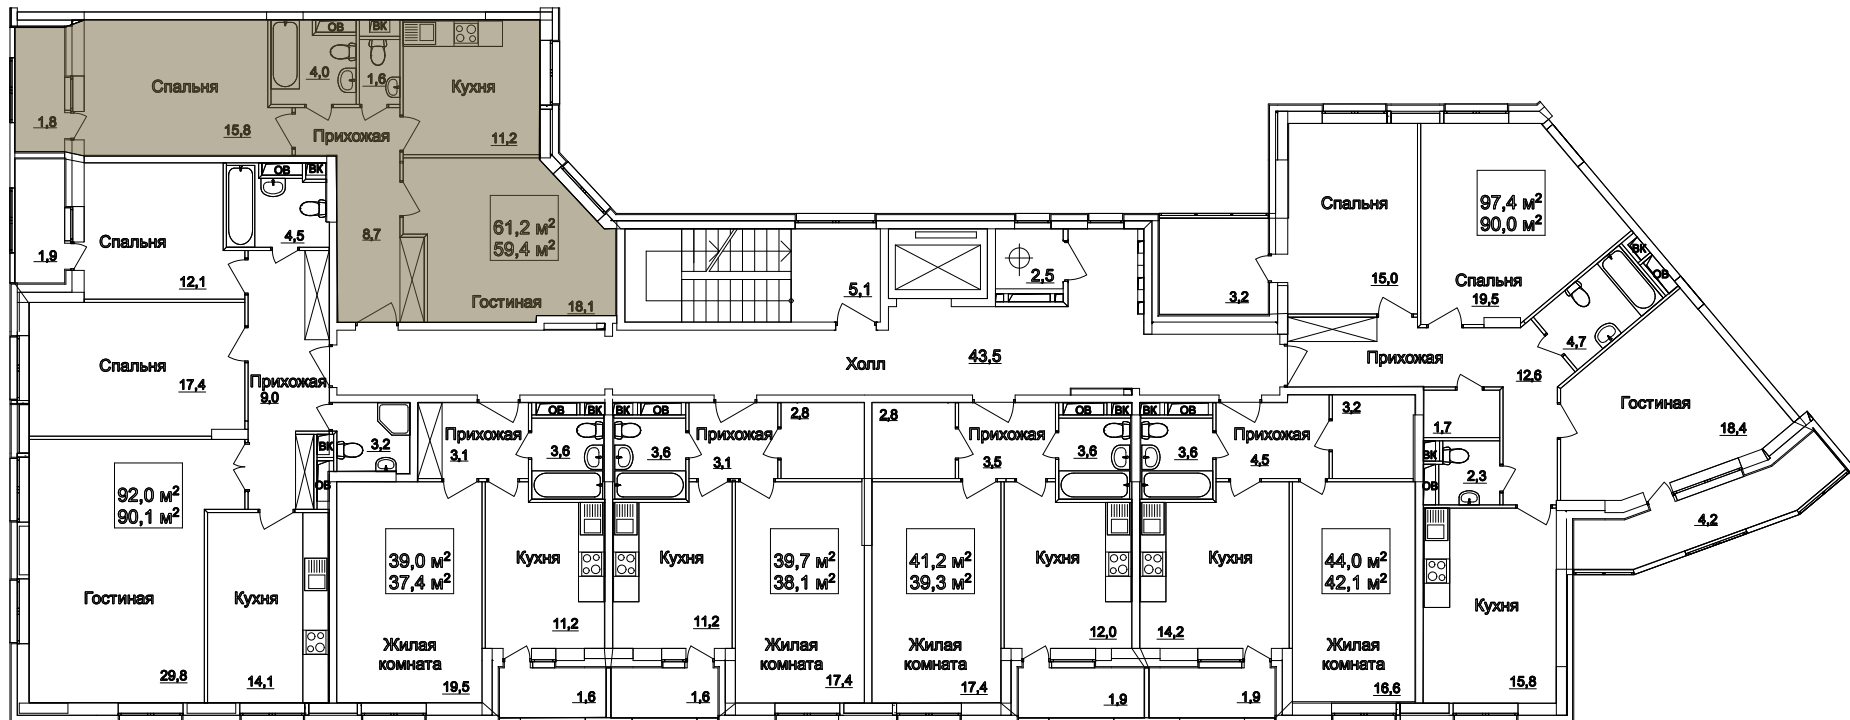 ОВ
ВК
Спальня
15,8
1,8
4,0
1,6
Кухня
11,2
Прихожая
8,7
61,2 м²
59,4 м²
Гостиная
18,1
ОВ
ВК
4,5
Спальня
12,1
1,9
Спальня
17,4
Прихожая
9,0
ВК
ОВ
3,2
92,0 м²
90,1 м²
Гостиная
29,8
Кухня
14,1
5,1
2,5
3,2
Холл
43,5
Спальня
15,0
97,4 м²
90,0 м²
Спальня
19,5
ВК
ОВ
4,7
Прихожая
12,6
Гостиная
18,4
1,7
ВК
ОВ
2,3
4,2
Кухня
15,8
Прихожая
3,1
ОВ
ВК
3,6
39,0 м²
37,4 м²
Жилая
комната
19,5
Кухня
11,2
1,6
ВК
ОВ
3,6
Прихожая
3,1
2,8
Кухня
11,2
39,7 м²
38,1 м²
Жилая
комната
17,4
1,6
2,8
Прихожая
3,5
ОВ
ВК
3,6
41,2 м²
39,3 м²
Жилая
комната
17,4
Кухня
12,0
1,9
ВК
ОВ
3,6
Прихожая
4,5
3,2
Кухня
14,2
44,0 м²
42,1 м²
Жилая
комната
16,6
1,9